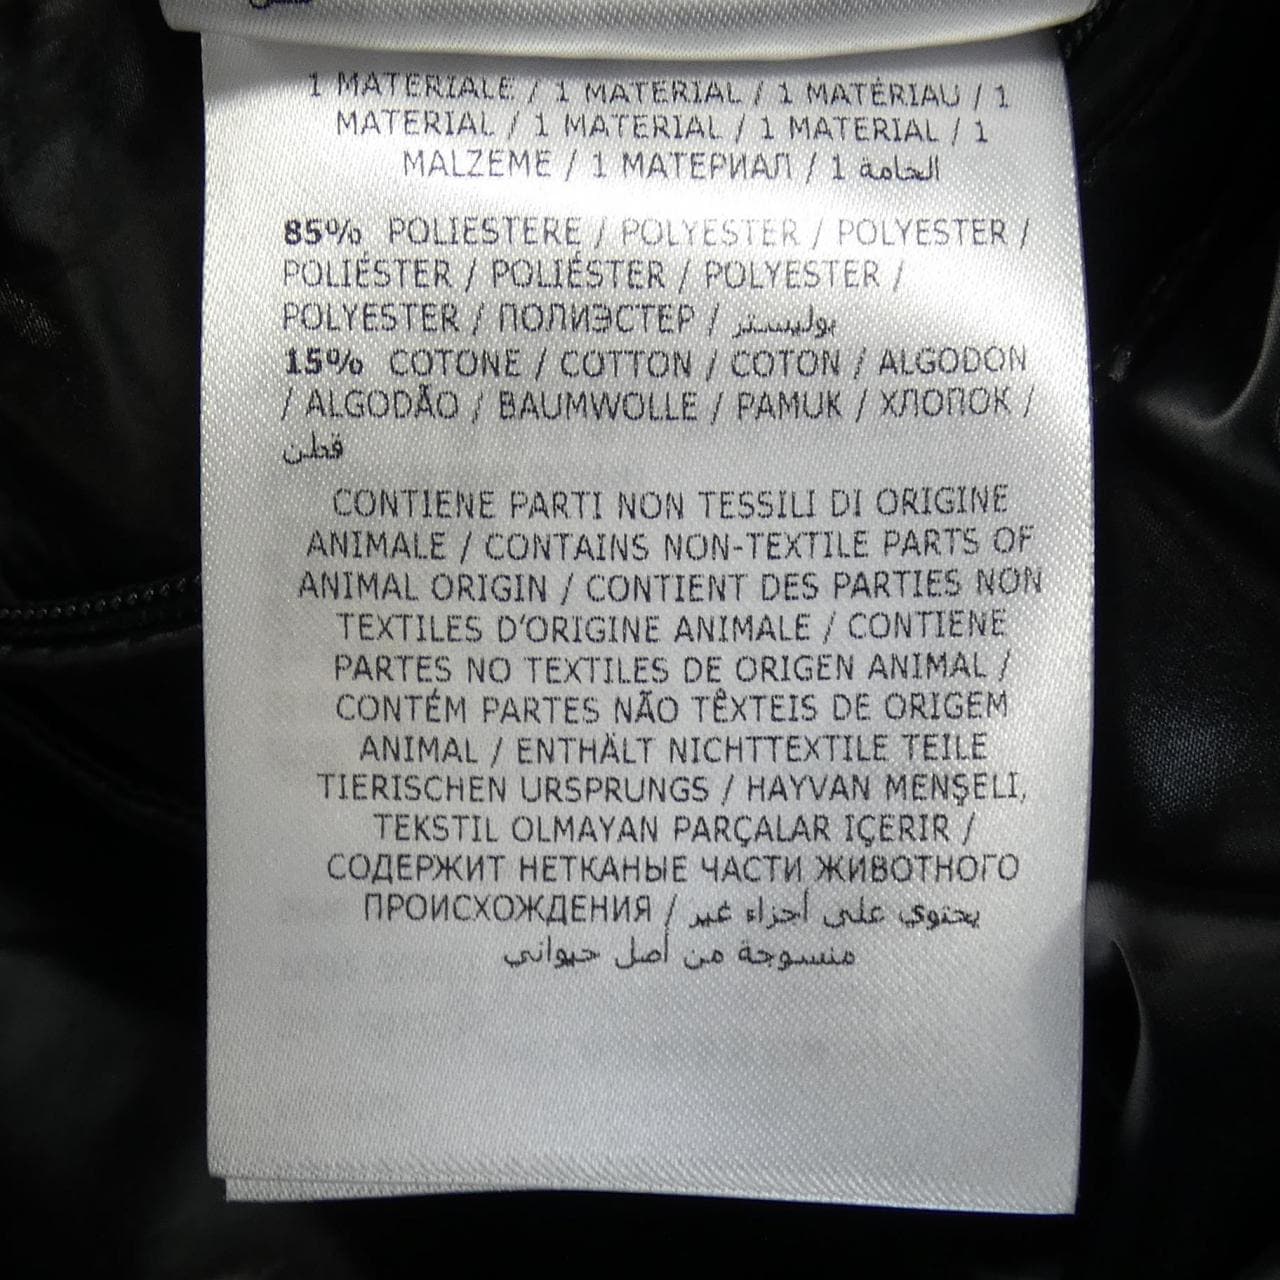 1 MATERIALE / 1 MATERIAL / 1 MATÉRIAU / 1
MATERIAL / 1 MATERIAL / 1 MATERIAL / 1
MALZEME / 1 МАТЕРИАЛ / 1 الخامة
85% POLIESTERE / POLYESTER / POLYESTER /
POLIÉSTER / POLIÉSTER / POLYESTER /
POLYESTER / ПОЛИЭСТЕР / بوليستر
15% COTONE / COTTON / COTON / ALGODON
/ ALGODÃO / BAUMWOLLE / PAMUK / ХЛОПОК /
قطن
CONTIENE PARTI NON TESSILI DI ORIGINE
ANIMALE / CONTAINS NON-TEXTILE PARTS OF
ANIMAL ORIGIN / CONTIENT DES PARTIES NON
TEXTILES D'ORIGINE ANIMALE / CONTIENE
PARTES NO TEXTILES DE ORIGEN ANIMAL /
CONTÉM PARTES NÃO TÊXTEIS DE ORIGEM
ANIMAL / ENTHÄLT NICHTTEXTILE TEILE
TIERISCHEN URSPRUNGS / HAYVAN MENŞELI,
TEKSTIL OLMAYAN PARÇALAR IÇERIR /
СОДЕРЖИТ НЕТКАНЫЕ ЧАСТИ ЖИВОТНОГО
ПРОИСХОЖДЕНИЯ / يحتوي على أجزاء غير
منسوجة من أصل حيواني